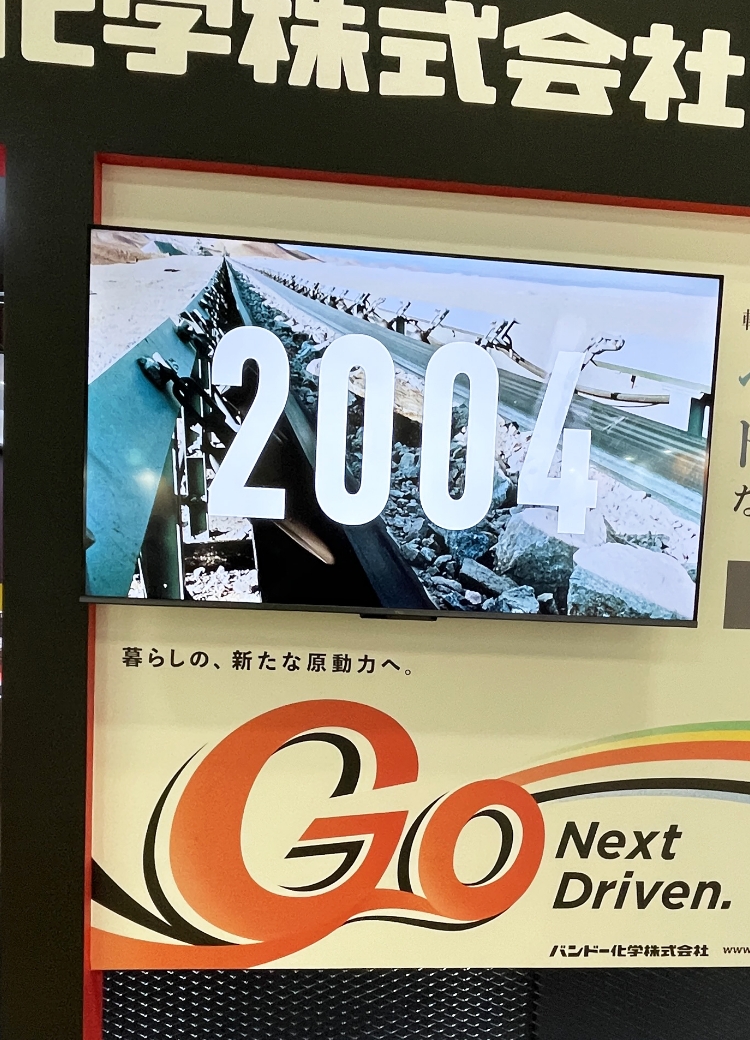 化学株式会社
2004
暮らしの、新たな原動力へ。
Go
Next
Driven.
バンドー化学株式会社 www